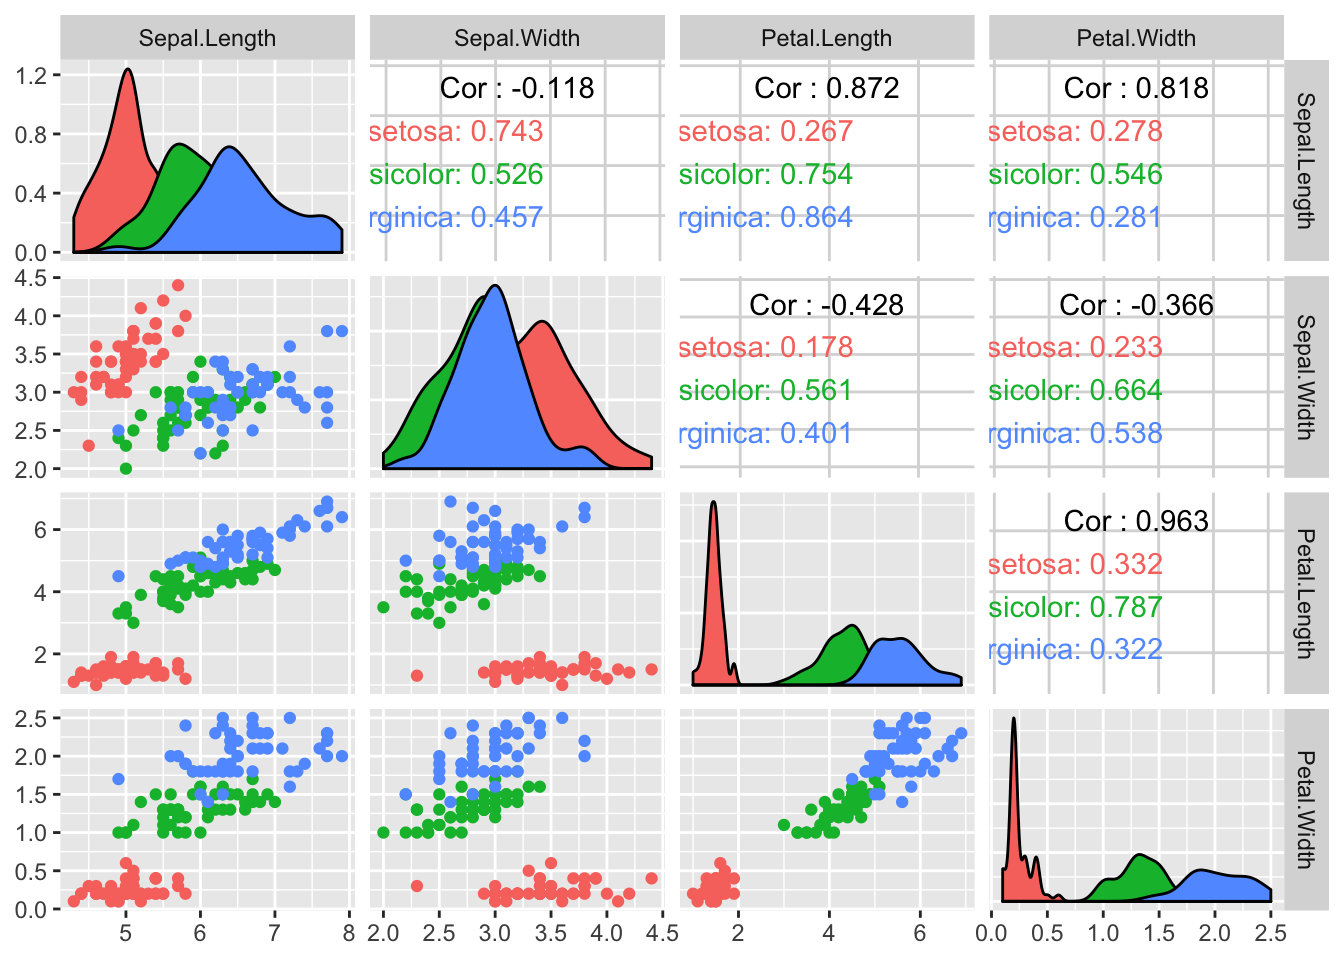 Sepal.Length Sepal.Width Petal.Length Petal.Width
1.2
0.8
0.4
0.0
Cor : -0.118
setosa: 0.743
sicolor: 0.526
rginica: 0.457
Cor : 0.872
setosa: 0.267
sicolor: 0.754
rginica: 0.864
Cor : 0.818
setosa: 0.278
sicolor: 0.546
rginica: 0.281
Sepal.Length
4.5
4.0
3.5
3.0
2.5
2.0
Cor : -0.428
setosa: 0.178
sicolor: 0.561
rginica: 0.401
Cor : -0.366
setosa: 0.233
sicolor: 0.664
rginica: 0.538
Sepal.Width
6
4
2
Cor : 0.963
setosa: 0.332
sicolor: 0.787
rginica: 0.322
Petal.Length
2.5
2.0
1.5
1.0
0.5
0.0
Petal.Width
5 6 7 8 2.0 2.5 3.0 3.5 4.0 4.5 2 4 6 0.0 0.5 1.0 1.5 2.0 2.5